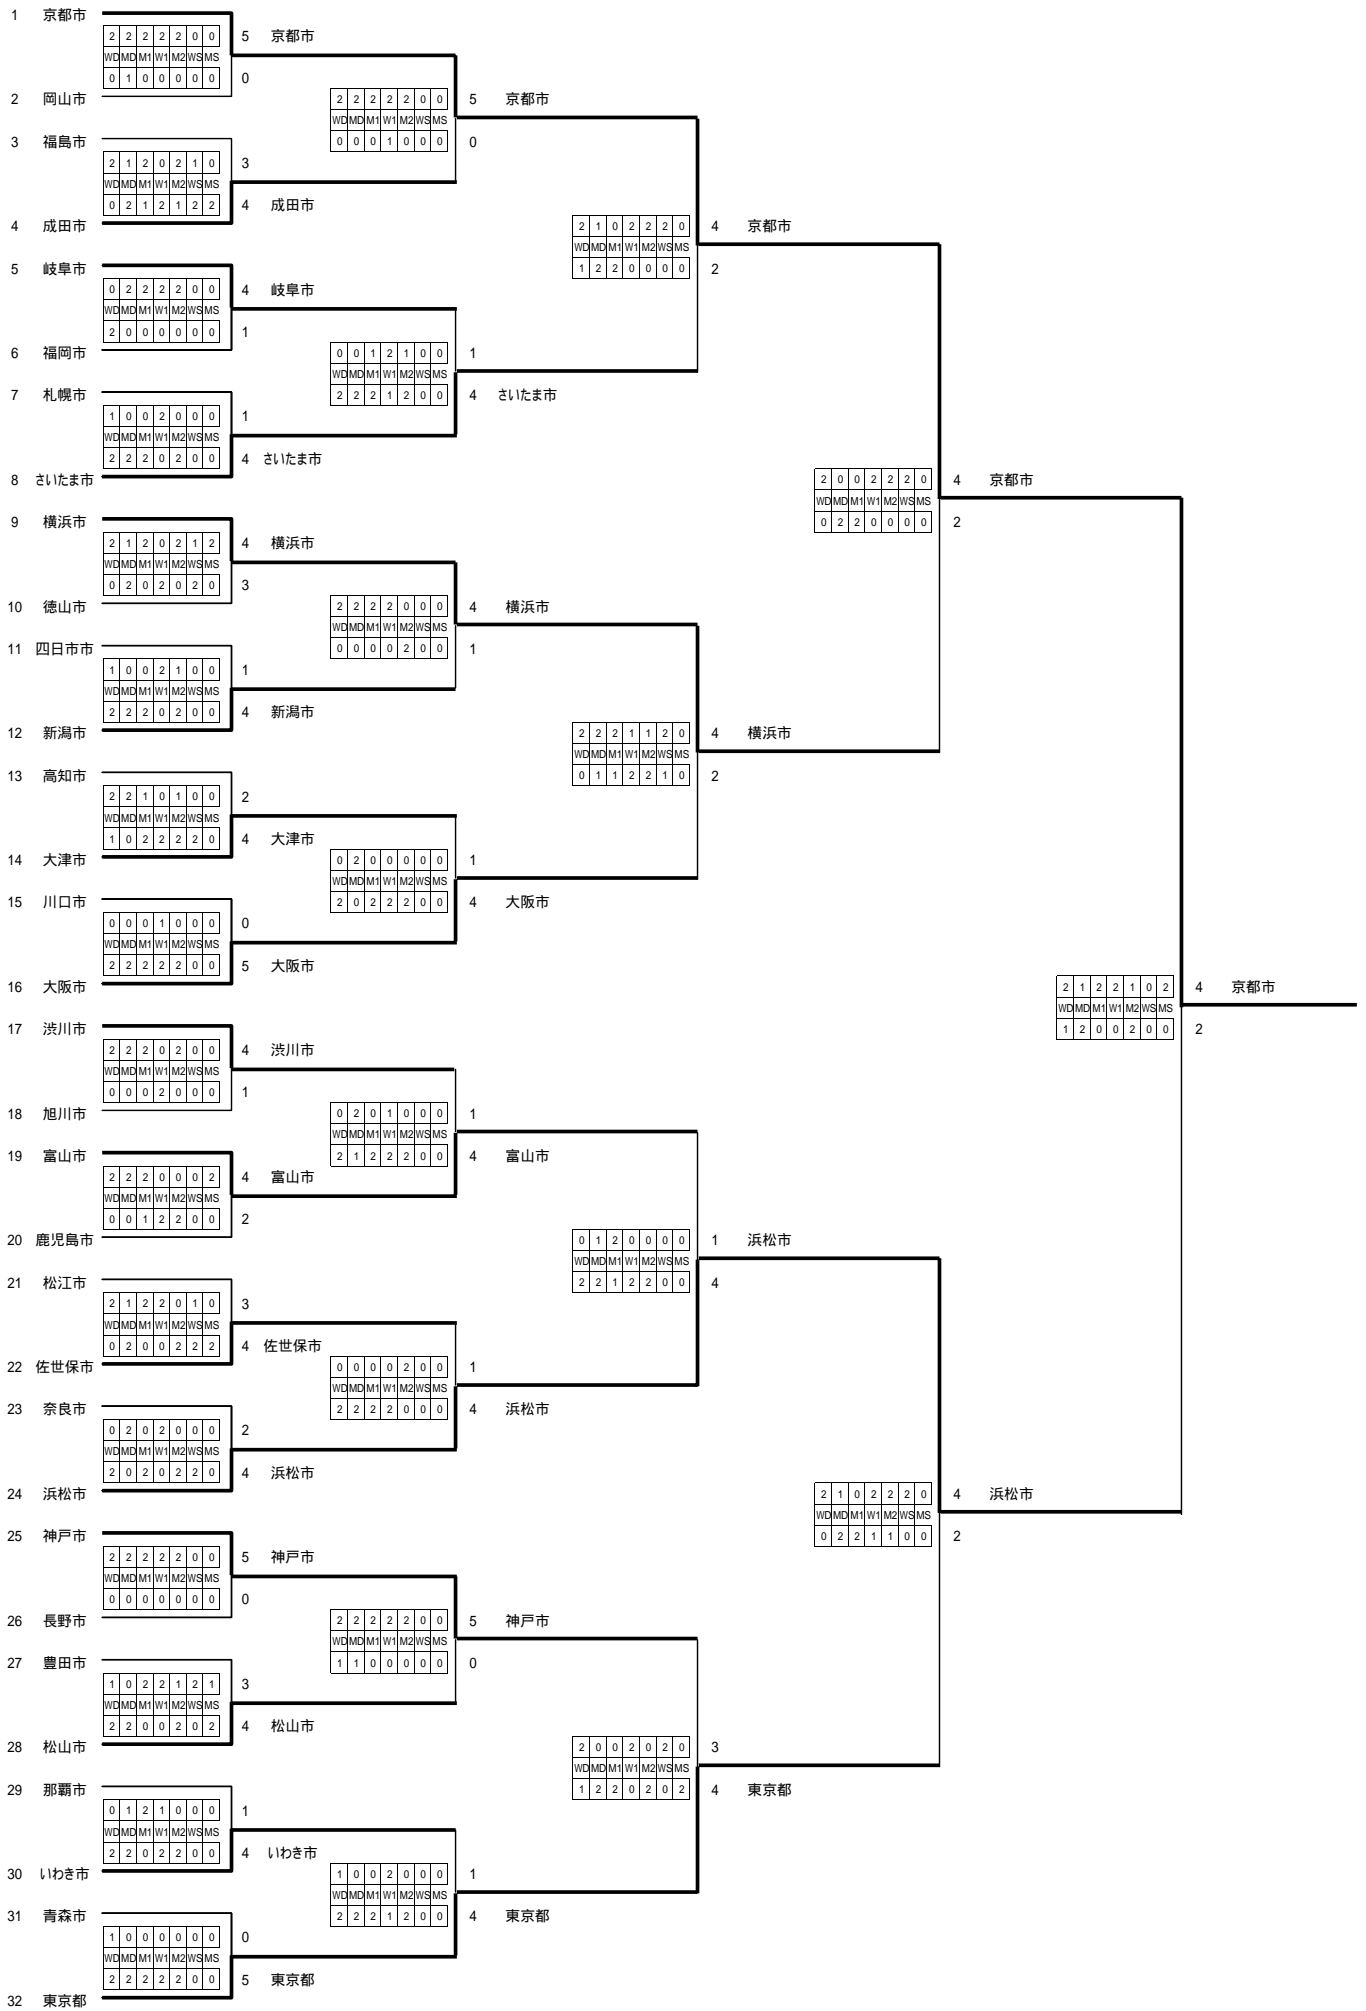 1 京都市
2 2 2 2 2 0 0 5 京都市
WD MD M1 W1 M2 WS MS
0 1 0 0 0 0 0 0
2 岡山市
2 2 2 2 2 0 0 5 京都市
WD MD M1 W1 M2 WS MS
0 0 0 1 0 0 0 0
3 福島市
2 1 2 0 2 1 0 3
WD MD M1 W1 M2 WS MS
0 2 1 2 1 2 2 4 成田市
4 成田市
2 1 0 2 2 2 0 4 京都市
WD MD M1 W1 M2 WS MS
1 2 2 0 0 0 0 2
5 岐阜市
0 2 2 2 2 0 0 4 岐阜市
WD MD M1 W1 M2 WS MS
2 0 0 0 0 0 0 1
6 福岡市
0 0 1 2 1 0 0 1
WD MD M1 W1 M2 WS MS
2 2 2 1 2 0 0 4 さいたま市
7 札幌市
1 0 0 2 0 0 0 1
WD MD M1 W1 M2 WS MS
2 2 2 0 2 0 0 4 さいたま市
8 さいたま市
2 0 0 2 2 2 0 4 京都市
WD MD M1 W1 M2 WS MS
0 2 2 0 0 0 0 2
9 横浜市
2 1 2 0 2 1 2 4 横浜市
WD MD M1 W1 M2 WS MS
0 2 0 2 0 2 0 3
10 徳山市
2 2 2 2 0 0 0 4 横浜市
WD MD M1 W1 M2 WS MS
0 0 0 0 2 0 0 1
11 四日市市
1 0 0 2 1 0 0 1
WD MD M1 W1 M2 WS MS
2 2 2 0 2 0 0 4 新潟市
12 新潟市
2 2 2 1 1 2 0 4 横浜市
WD MD M1 W1 M2 WS MS
0 1 1 2 2 1 0 2
13 高知市
2 2 1 0 1 0 0 2
WD MD M1 W1 M2 WS MS
1 0 2 2 2 2 0 4 大津市
14 大津市
0 2 0 0 0 0 0 1
WD MD M1 W1 M2 WS MS
2 0 2 2 2 0 0 4 大阪市
15 川口市
0 0 0 1 0 0 0 0
WD MD M1 W1 M2 WS MS
2 2 2 2 2 0 0 5 大阪市
16 大阪市
2 1 2 2 1 0 2 4 京都市
WD MD M1 W1 M2 WS MS
1 2 0 0 2 0 0 2
17 渋川市
2 2 2 0 2 0 0 4 渋川市
WD MD M1 W1 M2 WS MS
0 0 0 2 0 0 0 1
18 旭川市
0 2 0 1 0 0 0 1
WD MD M1 W1 M2 WS MS
2 1 2 2 2 0 0 4 富山市
19 富山市
2 2 2 0 0 0 2 4 富山市
WD MD M1 W1 M2 WS MS
0 0 1 2 2 0 0 2
20 鹿児島市
0 1 2 0 0 0 0 1 浜松市
WD MD M1 W1 M2 WS MS
2 2 1 2 2 0 0 4
21 松江市
2 1 2 2 0 1 0 3
WD MD M1 W1 M2 WS MS
0 2 0 0 2 2 2 4 佐世保市
22 佐世保市
0 0 0 0 2 0 0 1
WD MD M1 W1 M2 WS MS
2 2 2 2 0 0 0 4 浜松市
23 奈良市
0 2 0 2 0 0 0 2
WD MD M1 W1 M2 WS MS
2 0 2 0 2 2 0 4 浜松市
24 浜松市
2 1 0 2 2 2 0 4 浜松市
WD MD M1 W1 M2 WS MS
0 2 2 1 1 0 0 2
25 神戸市
2 2 2 2 2 0 0 5 神戸市
WD MD M1 W1 M2 WS MS
0 0 0 0 0 0 0 0
26 長野市
2 2 2 2 2 0 0 5 神戸市
WD MD M1 W1 M2 WS MS
1 1 0 0 0 0 0 0
27 豊田市
1 0 2 2 1 2 1 3
WD MD M1 W1 M2 WS MS
2 2 0 0 2 0 2 4 松山市
28 松山市
2 0 0 2 0 2 0 3
WD MD M1 W1 M2 WS MS
1 2 2 0 2 0 2 4 東京都
29 那覇市
0 1 2 1 0 0 0 1
WD MD M1 W1 M2 WS MS
2 2 0 2 2 0 0 4 いわき市
30 いわき市
1 0 0 2 0 0 0 1
WD MD M1 W1 M2 WS MS
2 2 2 1 2 0 0 4 東京都
31 青森市
1 0 0 0 0 0 0 0
WD MD M1 W1 M2 WS MS
2 2 2 2 2 0 0 5 東京都
32 東京都